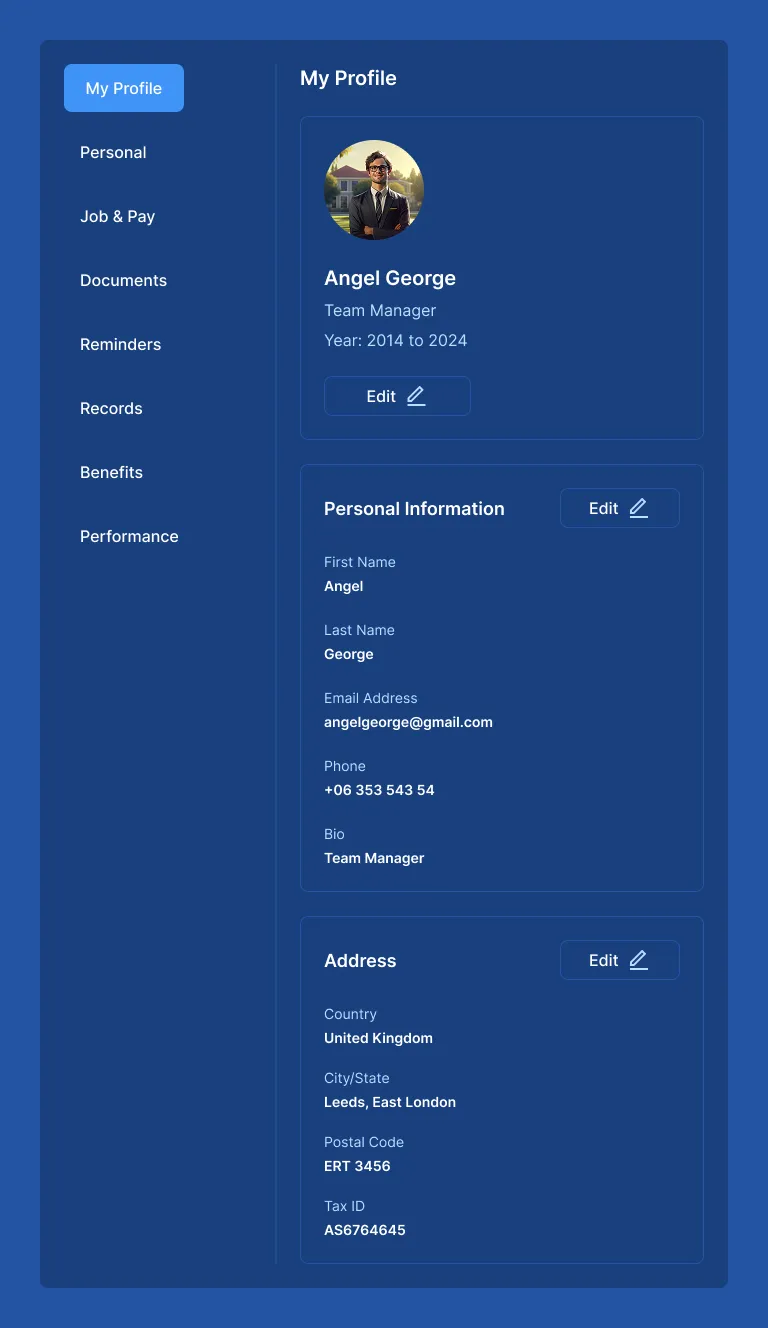 My Profile
Personal
Job & Pay
Documents
Reminders
Records
Benefits
Performance
My Profile
Angel George
Team Manager
Year: 2014 to 2024
Edit
Personal Information
Edit
First Name
Angel
Last Name
George
Email Address
angelgeorge@gmail.com
Phone
+06 353 543 54
Bio
Team Manager
Address
Edit
Country
United Kingdom
City/State
Leeds, East London
Postal Code
ERT 3456
Tax ID
AS6764645